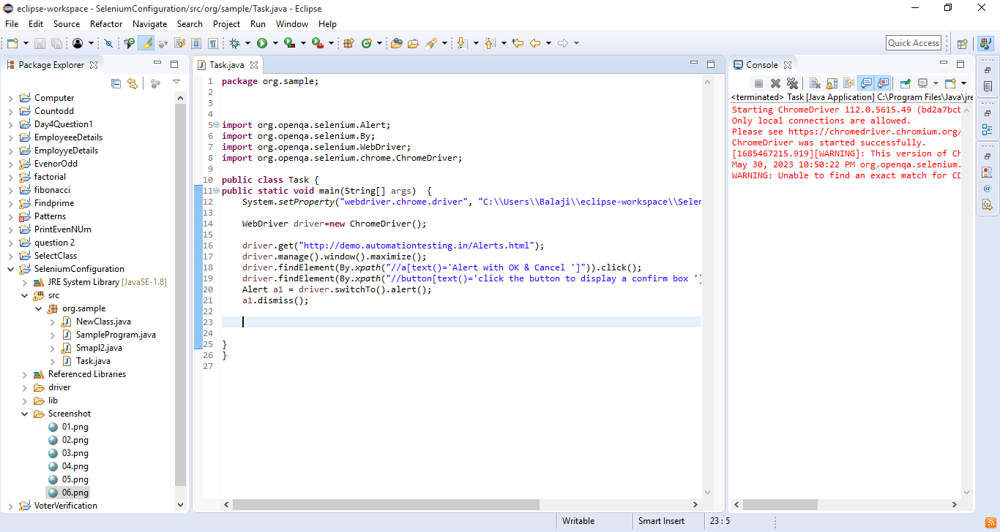 eclipse-workspace - SeleniumConfiguration/src/org/sample/Task.java - Eclipse
File Edit Source Refactor Navigate Search Project Run Window Help
Quick Access
Package Explorer
Computer
Countodd
Day4Question1
EmployeeeDetails
EmployyeDetails
EvenorOdd
factorial
fibonacci
Findprime
Patterns
PrintEvenNUm
question 2
SelectClass
SeleniumConfiguration
JRE System Library [JavaSE-1.8]
src
org.sample
NewClass.java
SampleProgram.java
Smapl2.java
Task.java
Referenced Libraries
driver
lib
Screenshot
01.png
02.png
03.png
04.png
05.png
06.png
VoterVerification
Task.java
1 package org.sample;
2
3
4
5 import org.openqa.selenium.Alert;
6 import org.openqa.selenium.By;
7 import org.openqa.selenium.WebDriver;
8 import org.openqa.selenium.chrome.ChromeDriver;
9
10 public class Task {
11 public static void main(String[] args)  {
12 System.setProperty("webdriver.chrome.driver", "C:\\Users\\Balaji\\eclipse-workspace\\Selen
13
14 WebDriver driver=new ChromeDriver();
15
16 driver.get("http://demo.automationtesting.in/Alerts.html");
17 driver.manage().window().maximize();
18 driver.findElement(By.xpath("//a[text()='Alert with OK & Cancel ']")).click();
19 driver.findElement(By.xpath("//button[text()='click the button to display a confirm box ']
20 Alert a1 = driver.switchTo().alert();
21 a1.dismiss();
22
23
24
25 }
26 }
27
Console
<terminated> Task [Java Application] C:\Program Files\Java\jre
Starting ChromeDriver 112.0.5615.49 (bd2a7bcb
Only local connections are allowed.
Please see https://chromedriver.chromium.org/
ChromeDriver was started successfully.
[1685467215.919][WARNING]: This version of Ch
May 30, 2023 10:50:22 PM org.openqa.selenium.
WARNING: Unable to find an exact match for CD
Writable
Smart Insert
23 : 5